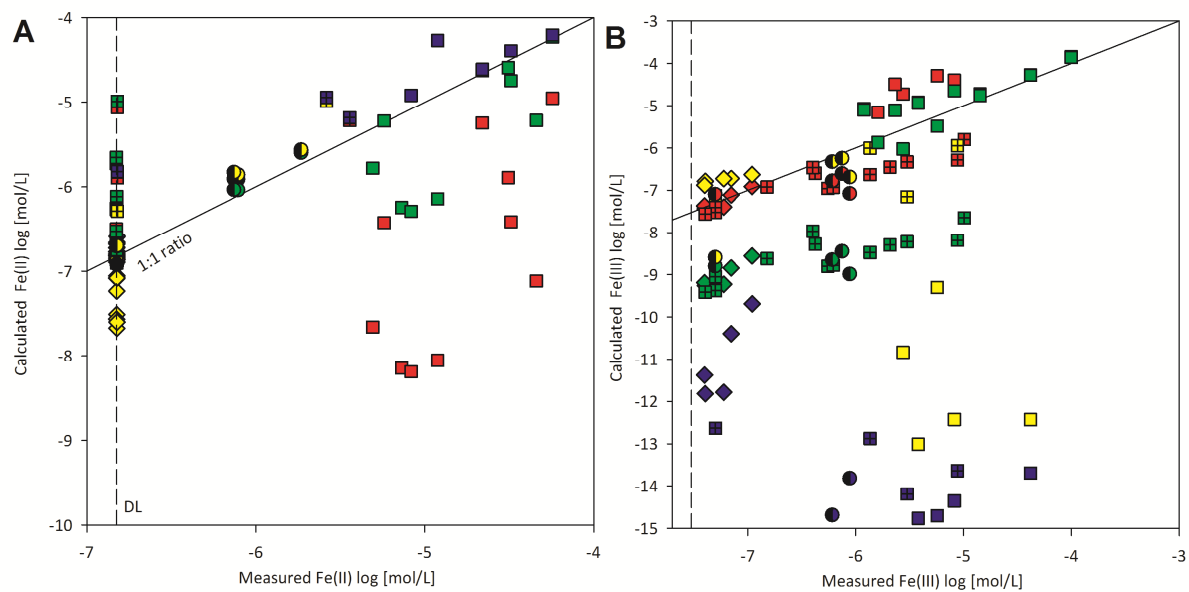 A
Calculated Fe(II) log [mol/L]
-4
-5
-6
-7
-8
-9
-10
1:1 ratio
DL
-7 -6 -5 -4
Measured Fe(II) log [mol/L]
B
Calculated Fe(III) log [mol/L]
-3
-4
-5
-6
-7
-8
-9
-10
-11
-12
-13
-14
-15
-7 -6 -5 -4 -3
Measured Fe(III) log [mol/L]